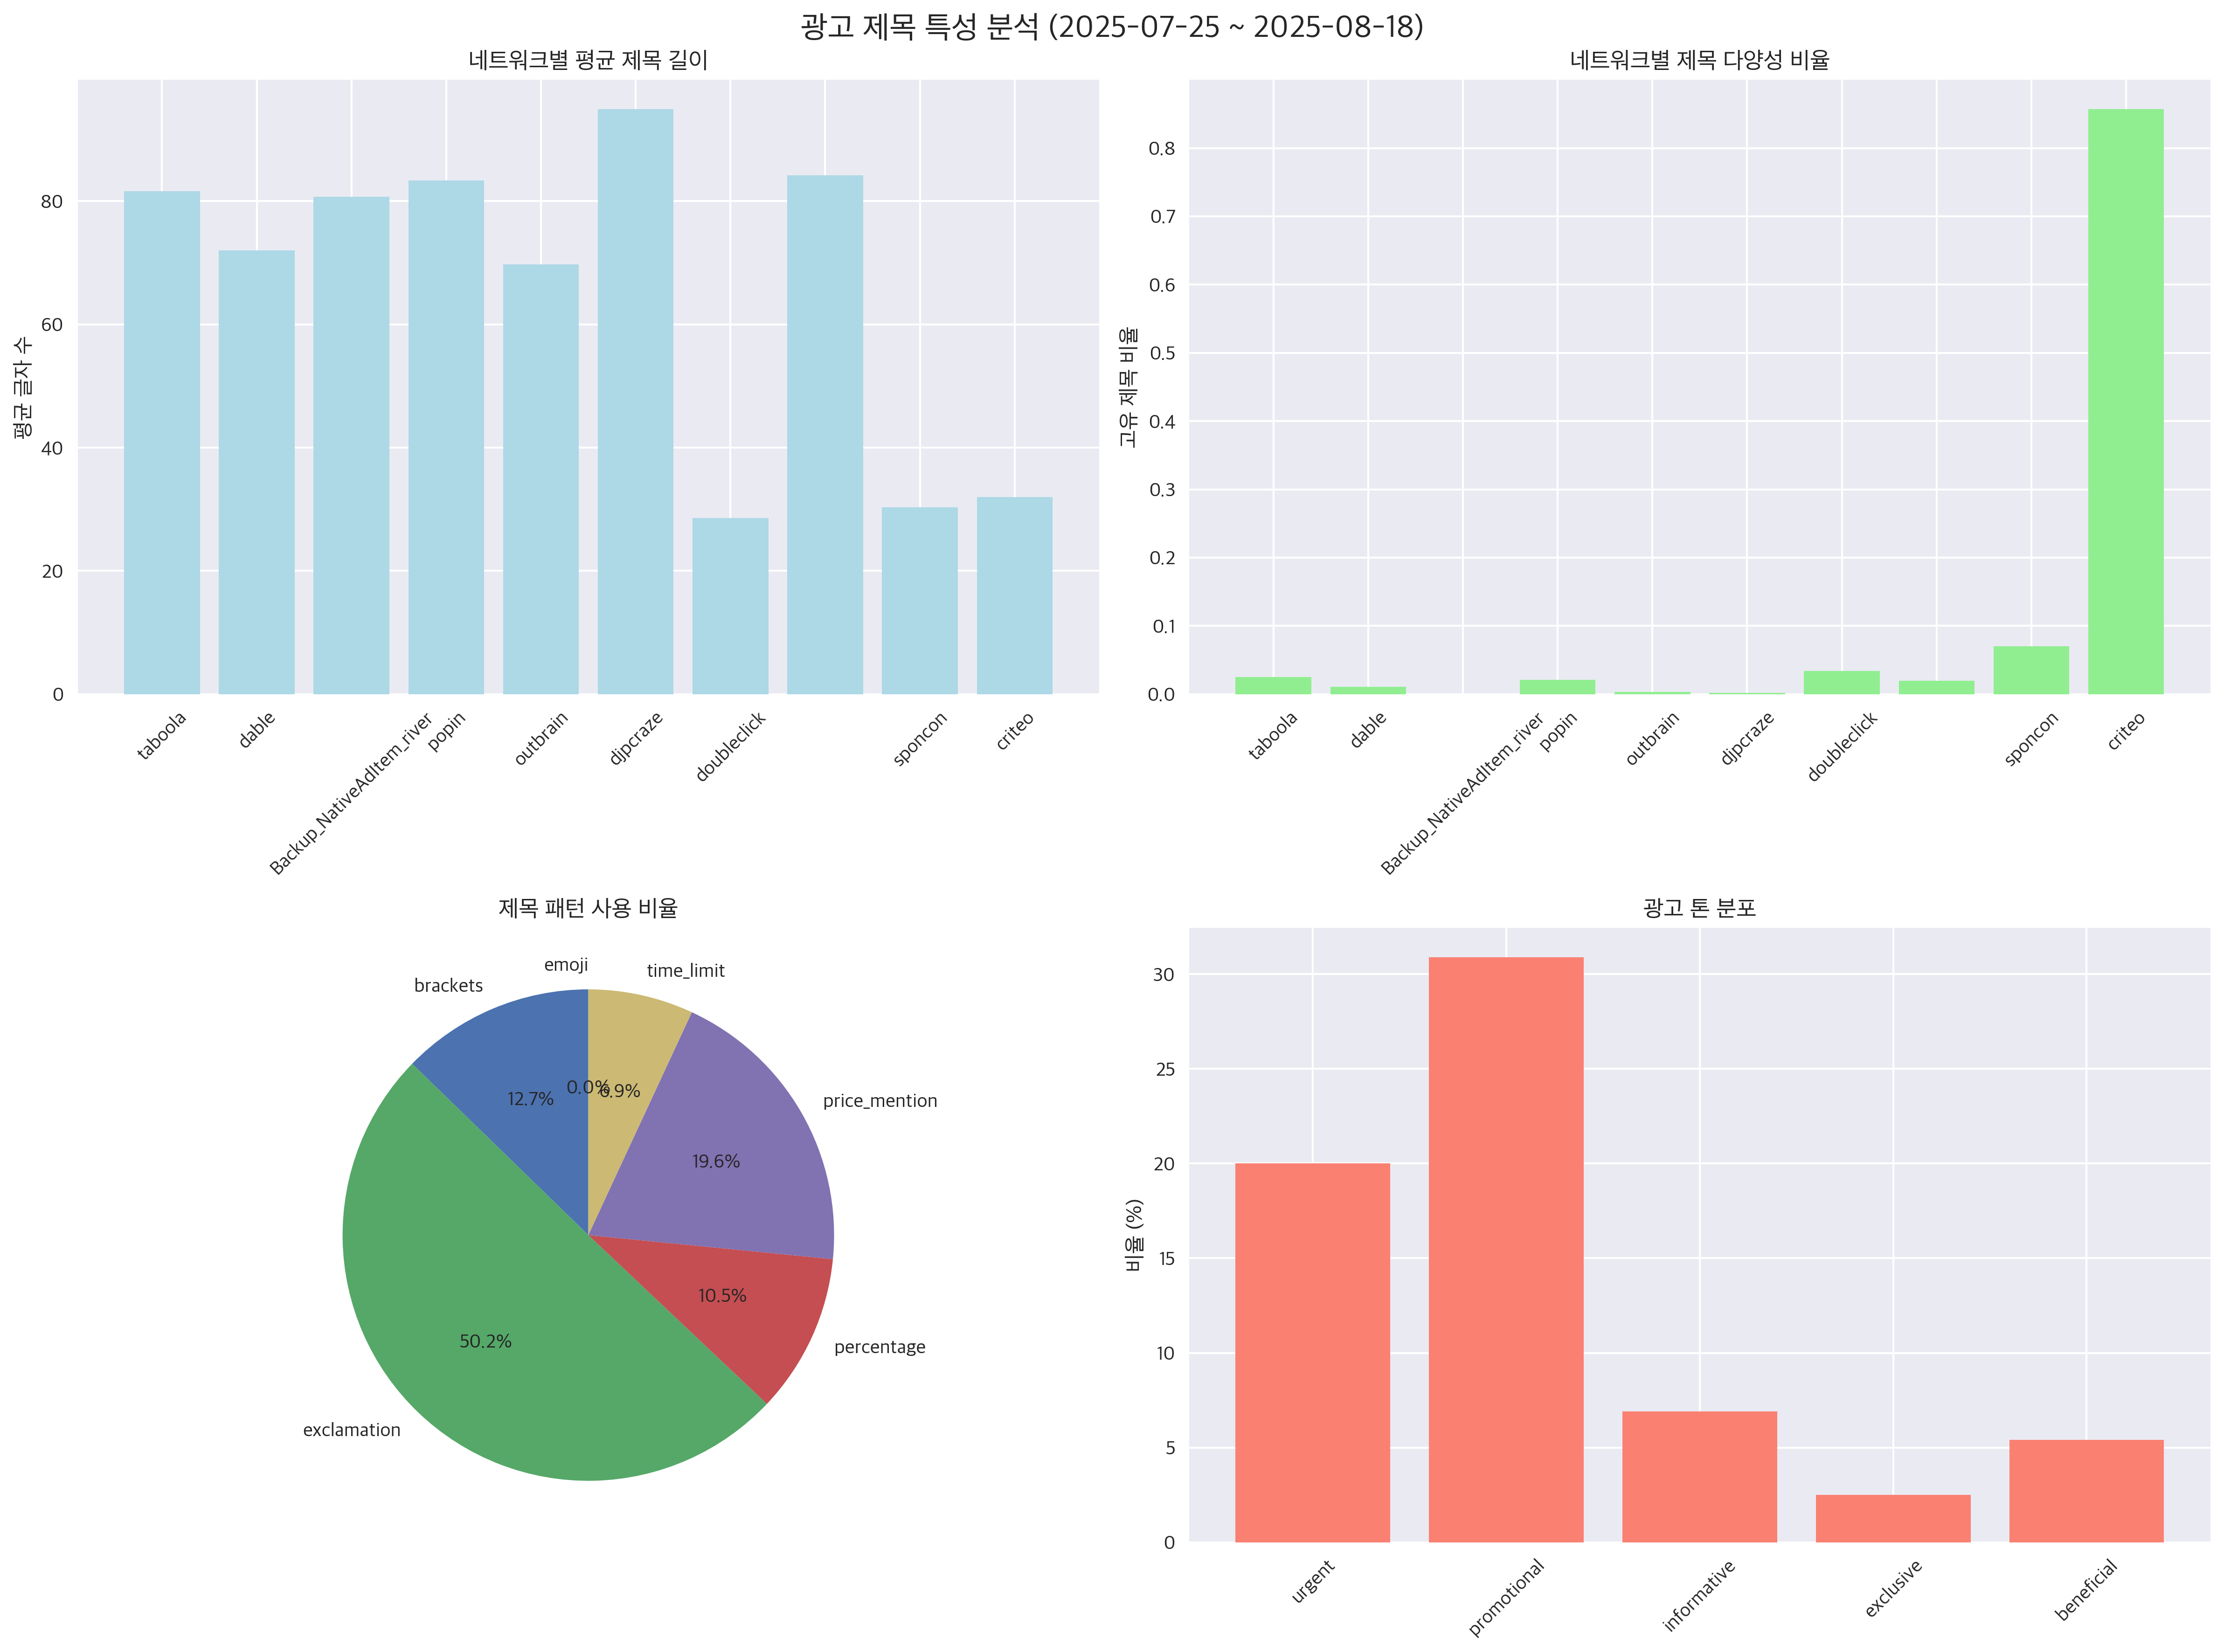 광고 제목 특성 분석 (2025-07-25 ~ 2025-08-18)
네트워크별 평균 제목 길이
평균 글자 수
80
60
40
20
0
taboola
dable
Backup_NativeAdItem_river
popin
outbrain
djpcraze
doubleclick
sponcon
criteo
네트워크별 제목 다양성 비율
고유 제목 비율
0.8
0.7
0.6
0.5
0.4
0.3
0.2
0.1
0.0
taboola
dable
Backup_NativeAdItem_river
popin
outbrain
djpcraze
doubleclick
sponcon
criteo
제목 패턴 사용 비율
emoji
time_limit
brackets
price_mention
percentage
exclamation
0.0%
6.9%
12.7%
19.6%
10.5%
50.2%
광고 톤 분포
비율 (%)
30
25
20
15
10
5
0
urgent
promotional
informative
exclusive
beneficial